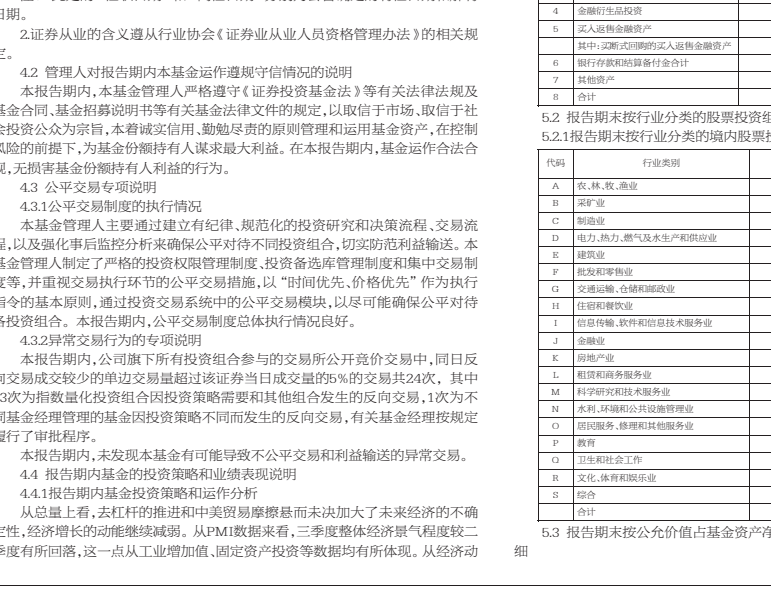 日期。
2.证券从业的含义遵从行业协会《证券业从业人员资格管理办法》的相关规
定。
4.2 管理人对报告期内本基金运作遵规守信情况的说明
本报告期内,本基金管理人严格遵守《证券投资基金法》等有关法律法规及
基金合同、基金招募说明书等有关基金法律文件的规定,以取信于市场、取信于社
会投资公众为宗旨,本着诚实信用、勤勉尽责的原则管理和运用基金资产,在控制
风险的前提下,为基金份额持有人谋求最大利益。在本报告期内,基金运作合法合
规,无损害基金份额持有人利益的行为。
4.3 公平交易专项说明
4.3.1公平交易制度的执行情况
本基金管理人主要通过建立有纪律、规范化的投资研究和决策流程、交易流
程,以及强化事后监控分析来确保公平对待不同投资组合,切实防范利益输送。本
基金管理人制定了严格的投资权限管理制度、投资备选库管理制度和集中交易制
度等,并重视交易执行环节的公平交易措施,以“时间优先、价格优先”作为执行
指令的基本原则,通过投资交易系统中的公平交易模块,以尽可能确保公平对待
各投资组合。本报告期内,公平交易制度总体执行情况良好。
4.3.2异常交易行为的专项说明
本报告期内,公司旗下所有投资组合参与的交易所公开竞价交易中,同日反
向交易成交较少的单边交易量超过该证券当日成交量的5%的交易共24次,其中
3次为指数量化投资组合因投资策略需要和其他组合发生的反向交易,1次为不
同基金经理管理的基金因投资策略不同而发生的反向交易,有关基金经理按规定
履行了审批程序。
本报告期内,未发现本基金有可能导致不公平交易和利益输送的异常交易。
4.4 报告期内基金的投资策略和业绩表现说明
4.4.1报告期内基金投资策略和运作分析
从总量上看,去杠杆的推进和中美贸易摩擦悬而未决加大了未来经济的不确
定性,经济增长的动能继续减弱。从PMI数据来看,三季度整体经济景气程度较二
季度有所回落,这一点从工业增加值、固定资产投资等数据均有所体现。从经济动
4 金融衍生品投资
5 买入返售金融资产
其中:买断式回购的买入返售金融资产
6 银行存款和结算备付金合计
7 其他资产
8 合计
5.2 报告期末按行业分类的股票投资组
5.2.1报告期末按行业分类的境内股票投
代码 行业类别
A 农、林、牧、渔业
B 采矿业
C 制造业
D 电力、热力、燃气及水生产和供应业
E 建筑业
F 批发和零售业
G 交通运输、仓储和邮政业
H 住宿和餐饮业
I 信息传输、软件和信息技术服务业
J 金融业
K 房地产业
L 租赁和商务服务业
M 科学研究和技术服务业
N 水利、环境和公共设施管理业
O 居民服务、修理和其他服务业
P 教育
Q 卫生和社会工作
R 文化、体育和娱乐业
S 综合
合计
5.3 报告期末按公允价值占基金资产净
细